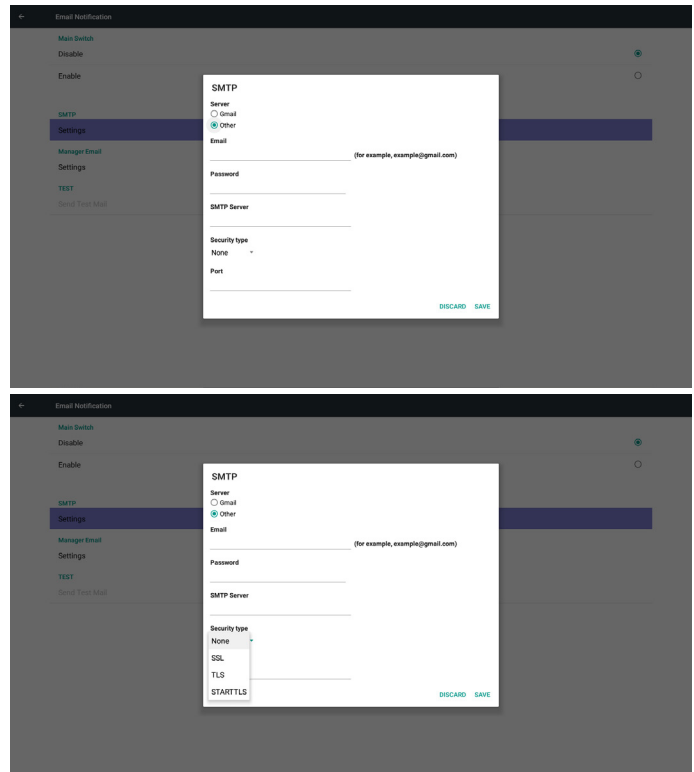 Email Notification
Main Switch
Disable
Enable
SMTP
Server
Gmail
Other
SMTP
Settings
Email
(for example, example@gmail.com)
Manager Email
Settings
Password
TEST
Send Test Mail
SMTP Server
Security type
None
Port
DISCARD SAVE
Email Notification
Main Switch
Disable
Enable
SMTP
Server
Gmail
Other
SMTP
Settings
Email
(for example, example@gmail.com)
Manager Email
Settings
Password
TEST
Send Test Mail
SMTP Server
Security type
None
SSL
TLS
STARTTLS
DISCARD SAVE